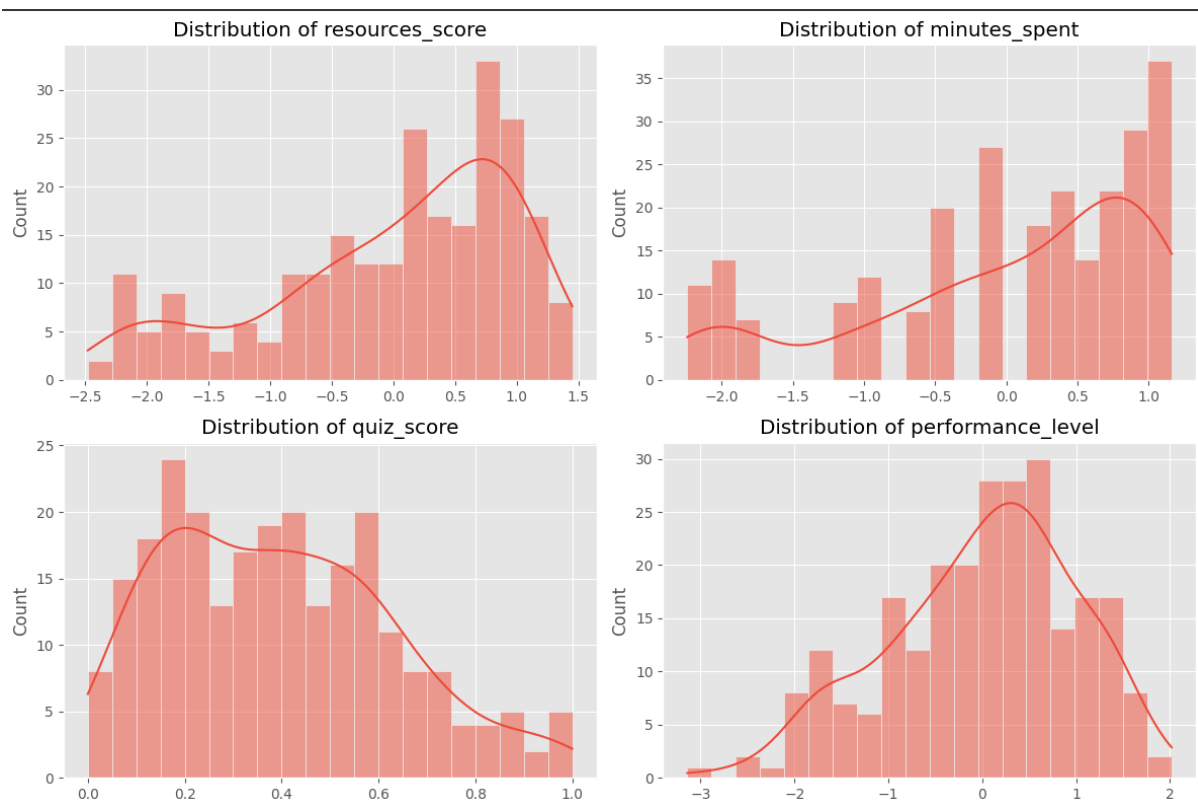 Distribution of resources_score
Distribution of minutes_spent
Count
30
25
20
15
10
5
0
−2.5 −2.0 −1.5 −1.0 −0.5 0.0 0.5 1.0 1.5
Count
35
30
25
20
15
10
5
0
−2.0 −1.5 −1.0 −0.5 0.0 0.5 1.0
Distribution of quiz_score
Distribution of performance_level
Count
25
20
15
10
5
0
0.0 0.2 0.4 0.6 0.8 1.0
Count
30
25
20
15
10
5
0
−3 −2 −1 0 1 2